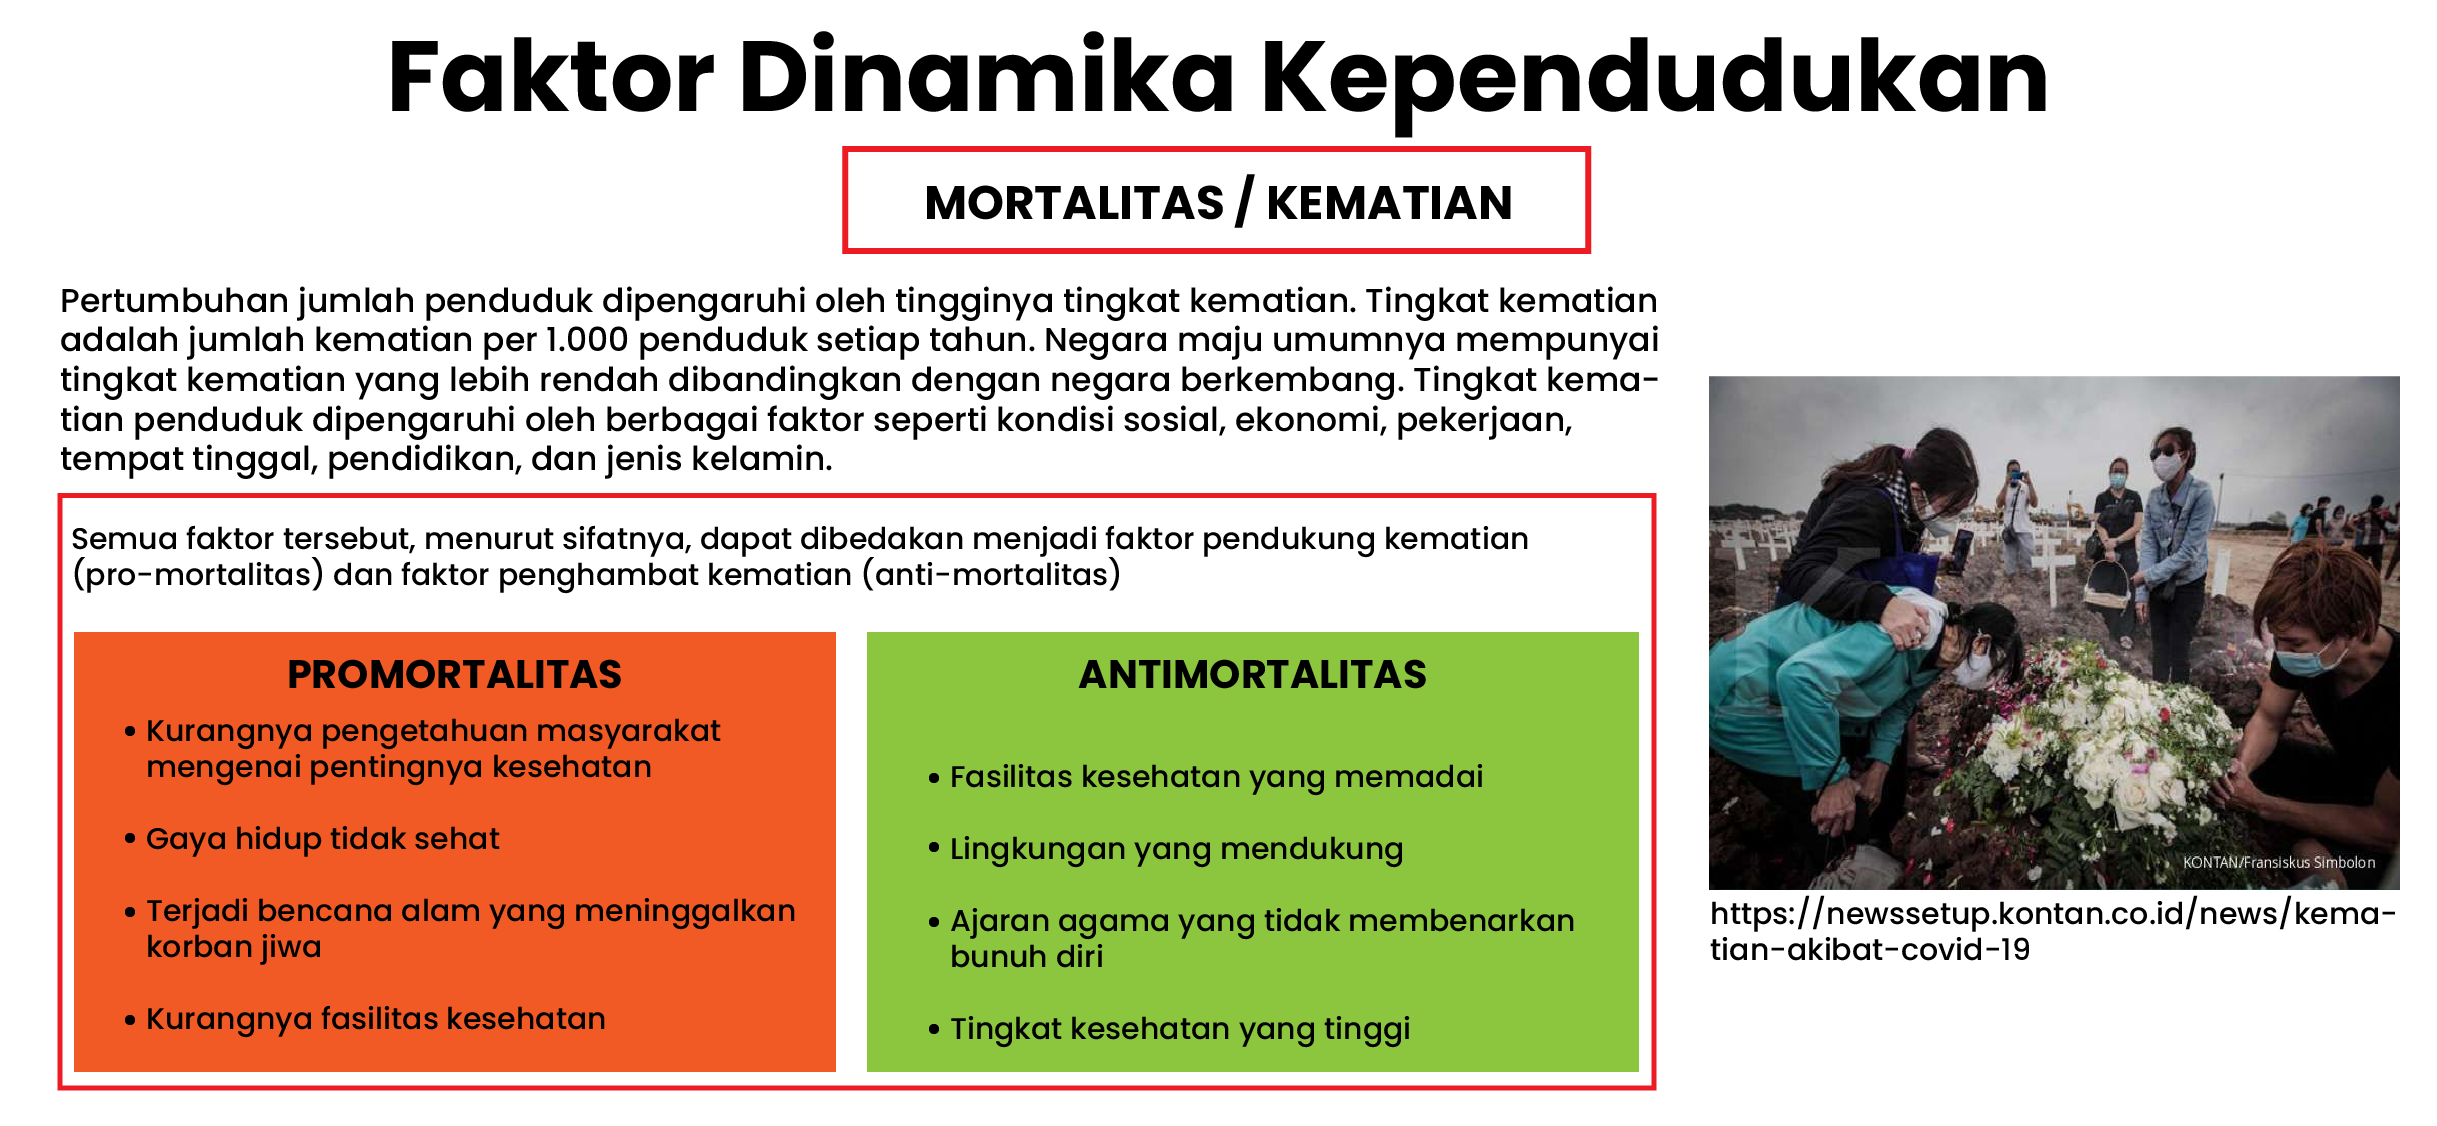 Faktor Dinamika Kependudukan
MORTALITAS / KEMATIAN
Pertumbuhan jumlah penduduk dipengaruhi oleh tingginya tingkat kematian. Tingkat kematian
adalah jumlah kematian per 1.000 penduduk setiap tahun. Negara maju umumnya mempunyai
tingkat kematian yang lebih rendah dibandingkan dengan negara berkembang. Tingkat kema-
tian penduduk dipengaruhi oleh berbagai faktor seperti kondisi sosial, ekonomi, pekerjaan,
tempat tinggal, pendidikan, dan jenis kelamin.
Semua faktor tersebut, menurut sifatnya, dapat dibedakan menjadi faktor pendukung kematian
(pro-mortalitas) dan faktor penghambat kematian (anti-mortalitas)
PROMORTALITAS
• Kurangnya pengetahuan masyarakat
mengenai pentingnya kesehatan
• Gaya hidup tidak sehat
• Terjadi bencana alam yang meninggalkan
korban jiwa
• Kurangnya fasilitas kesehatan
ANTIMORTALITAS
• Fasilitas kesehatan yang memadai
• Lingkungan yang mendukung
• Ajaran agama yang tidak membenarkan
bunuh diri
• Tingkat kesehatan yang tinggi
KONTAN/Fransiskus Simbolon
https://newssetup.kontan.co.id/news/kema-
tian-akibat-covid-19